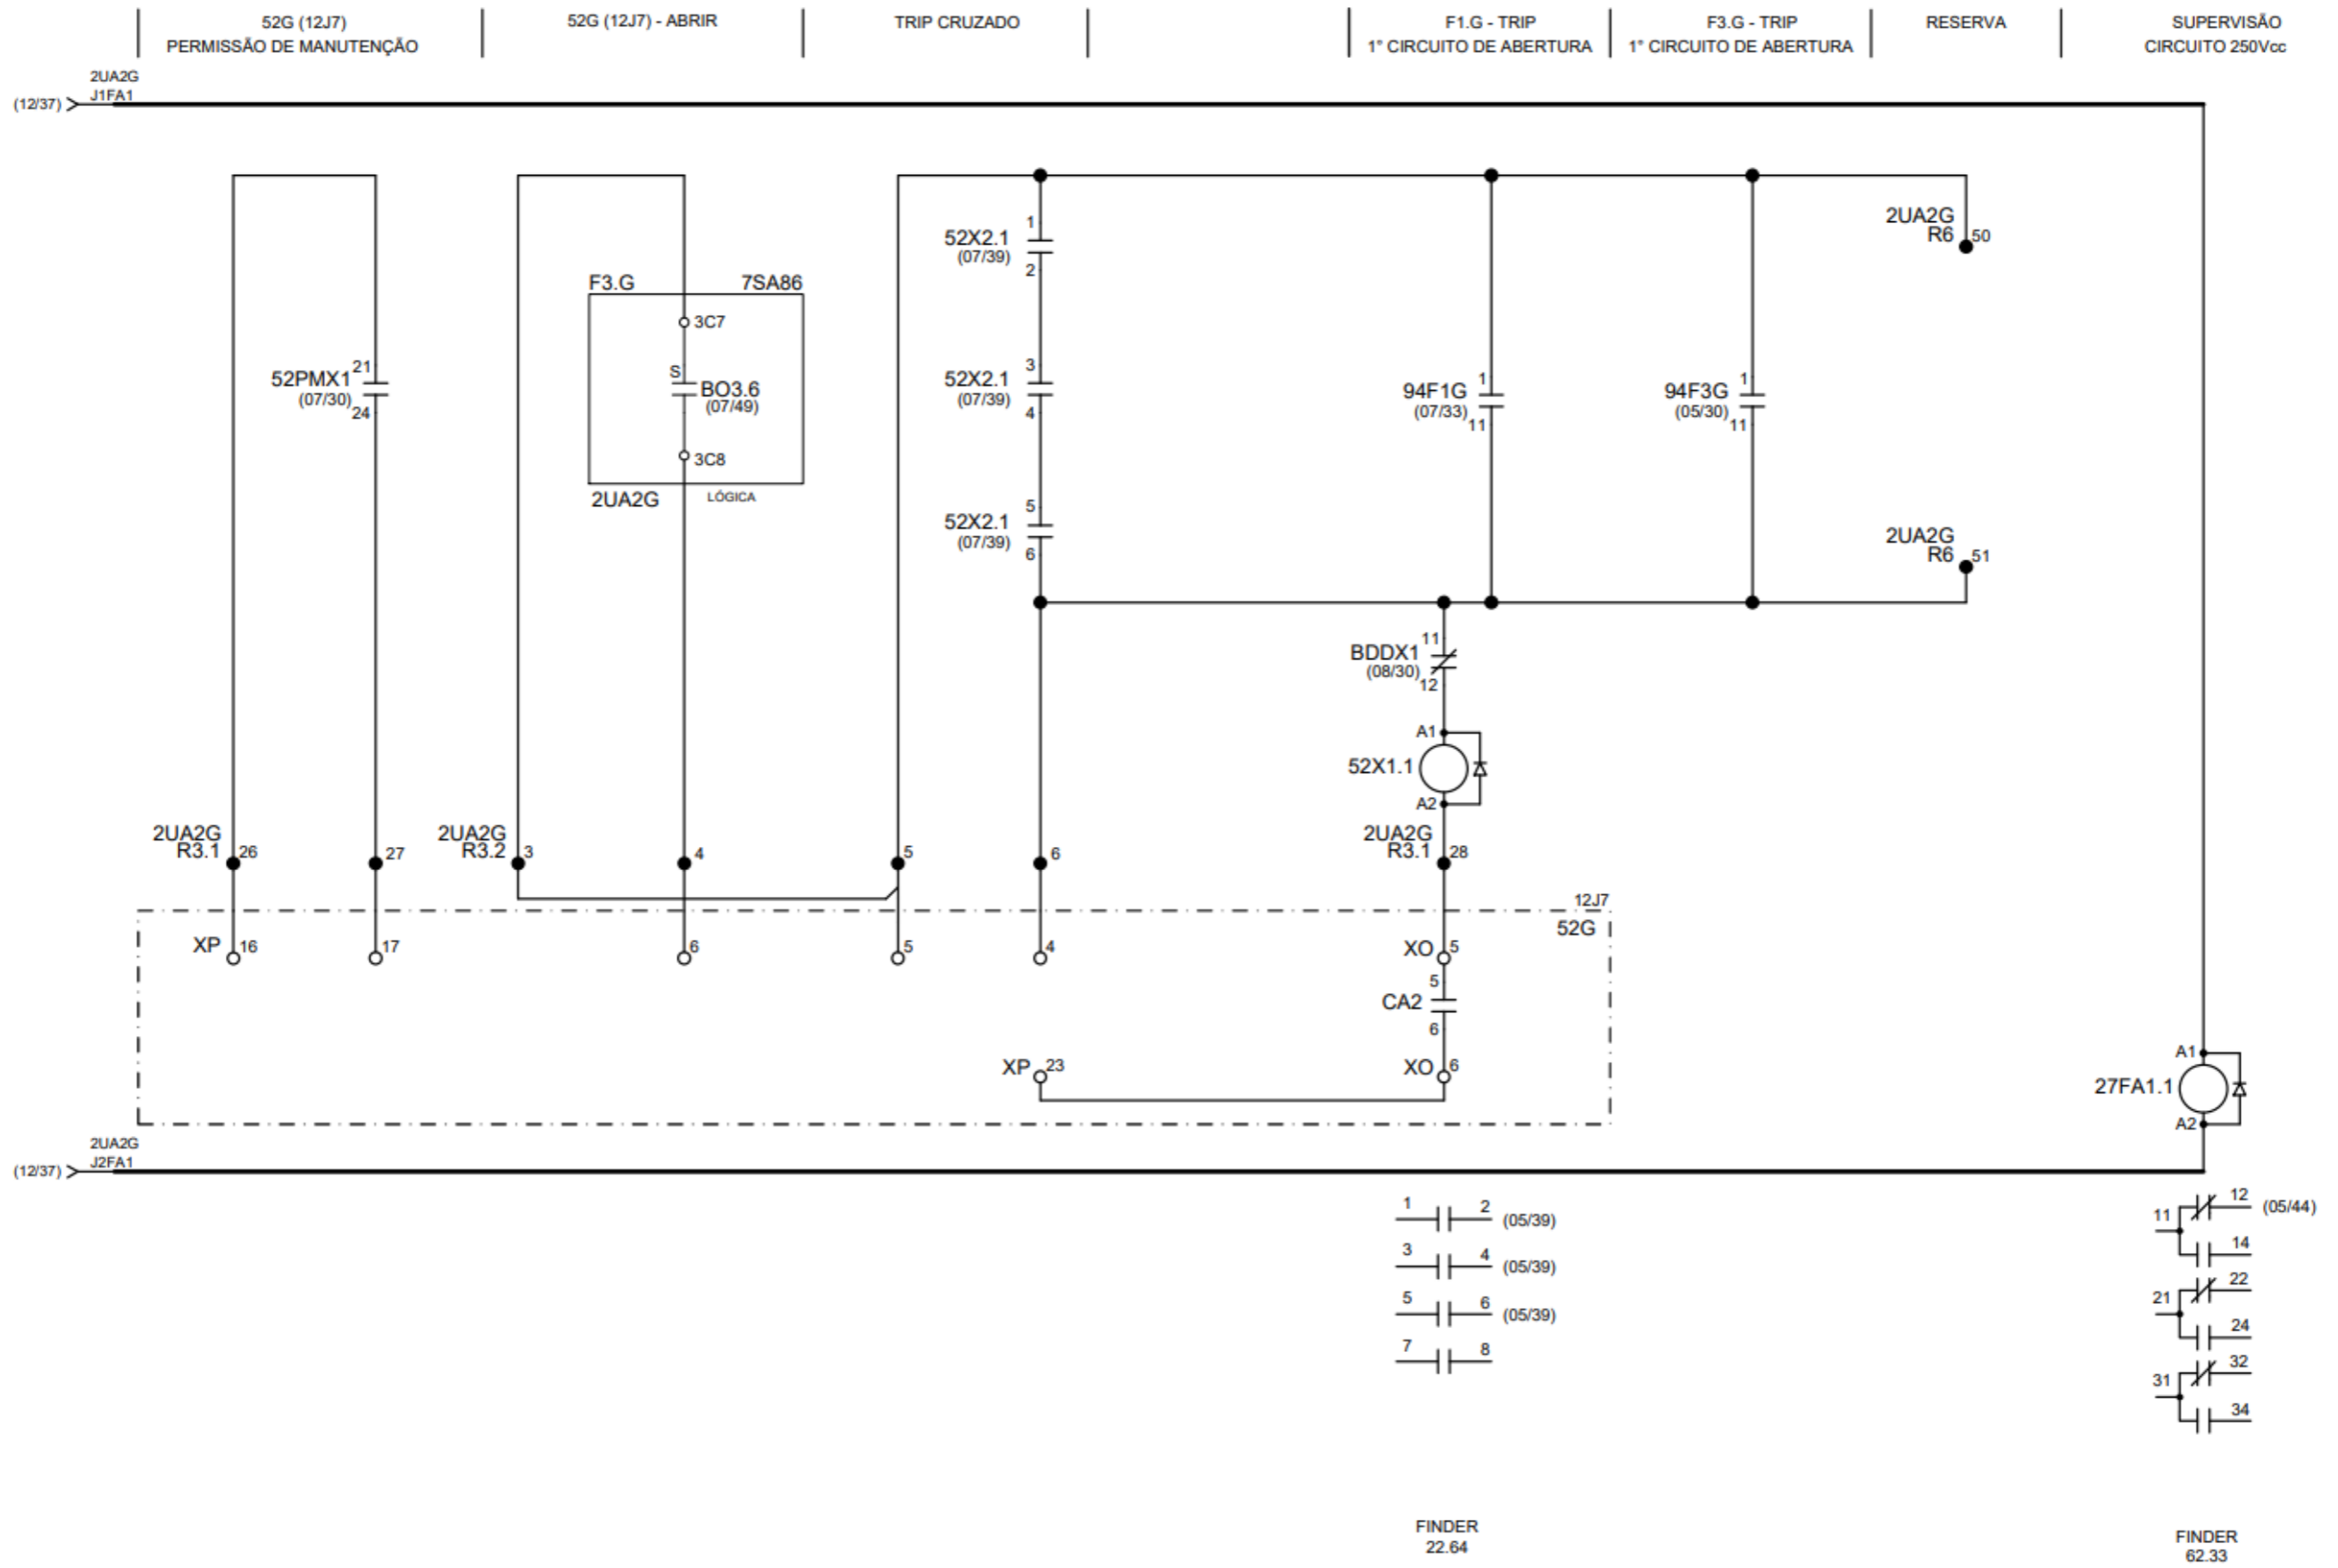 52G (12J7)
PERMISSÃO DE MANUTENÇÃO
52G (12J7) - ABRIR
TRIP CRUZADO
F1.G - TRIP
1° CIRCUITO DE ABERTURA
F3.G - TRIP
1° CIRCUITO DE ABERTURA
RESERVA
SUPERVISÃO
CIRCUITO 250Vcc
2UA2G
(12/37) J1FA1
1
52X2.1
(07/39)
2
2UA2G
R6 50
F3.G 7SA86
3C7
21
52PMX1
(07/30)
24
S
BO3.6
(07/49)
3C8
2UA2G LÓGICA
3
52X2.1
(07/39)
4
1
94F1G
(07/33)
11
1
94F3G
(05/30)
11
5
52X2.1
(07/39)
6
2UA2G
R6 51
11
BDDX1
(08/30)
12
A1
52X1.1
A2
2UA2G
R3.1 26
27
2UA2G
R3.2 3
4
5
6
2UA2G
R3.1 28
12J7
52G
XP 16
17
6
5
4
XO 5
5
CA2
6
XP 23
XO 6
A1
27FA1.1
A2
2UA2G
(12/37) J2FA1
1 2 (05/39)
3 4 (05/39)
5 6 (05/39)
7 8
11 12 (05/44)
14
21 22
24
31 32
34
FINDER
22.64
FINDER
62.33